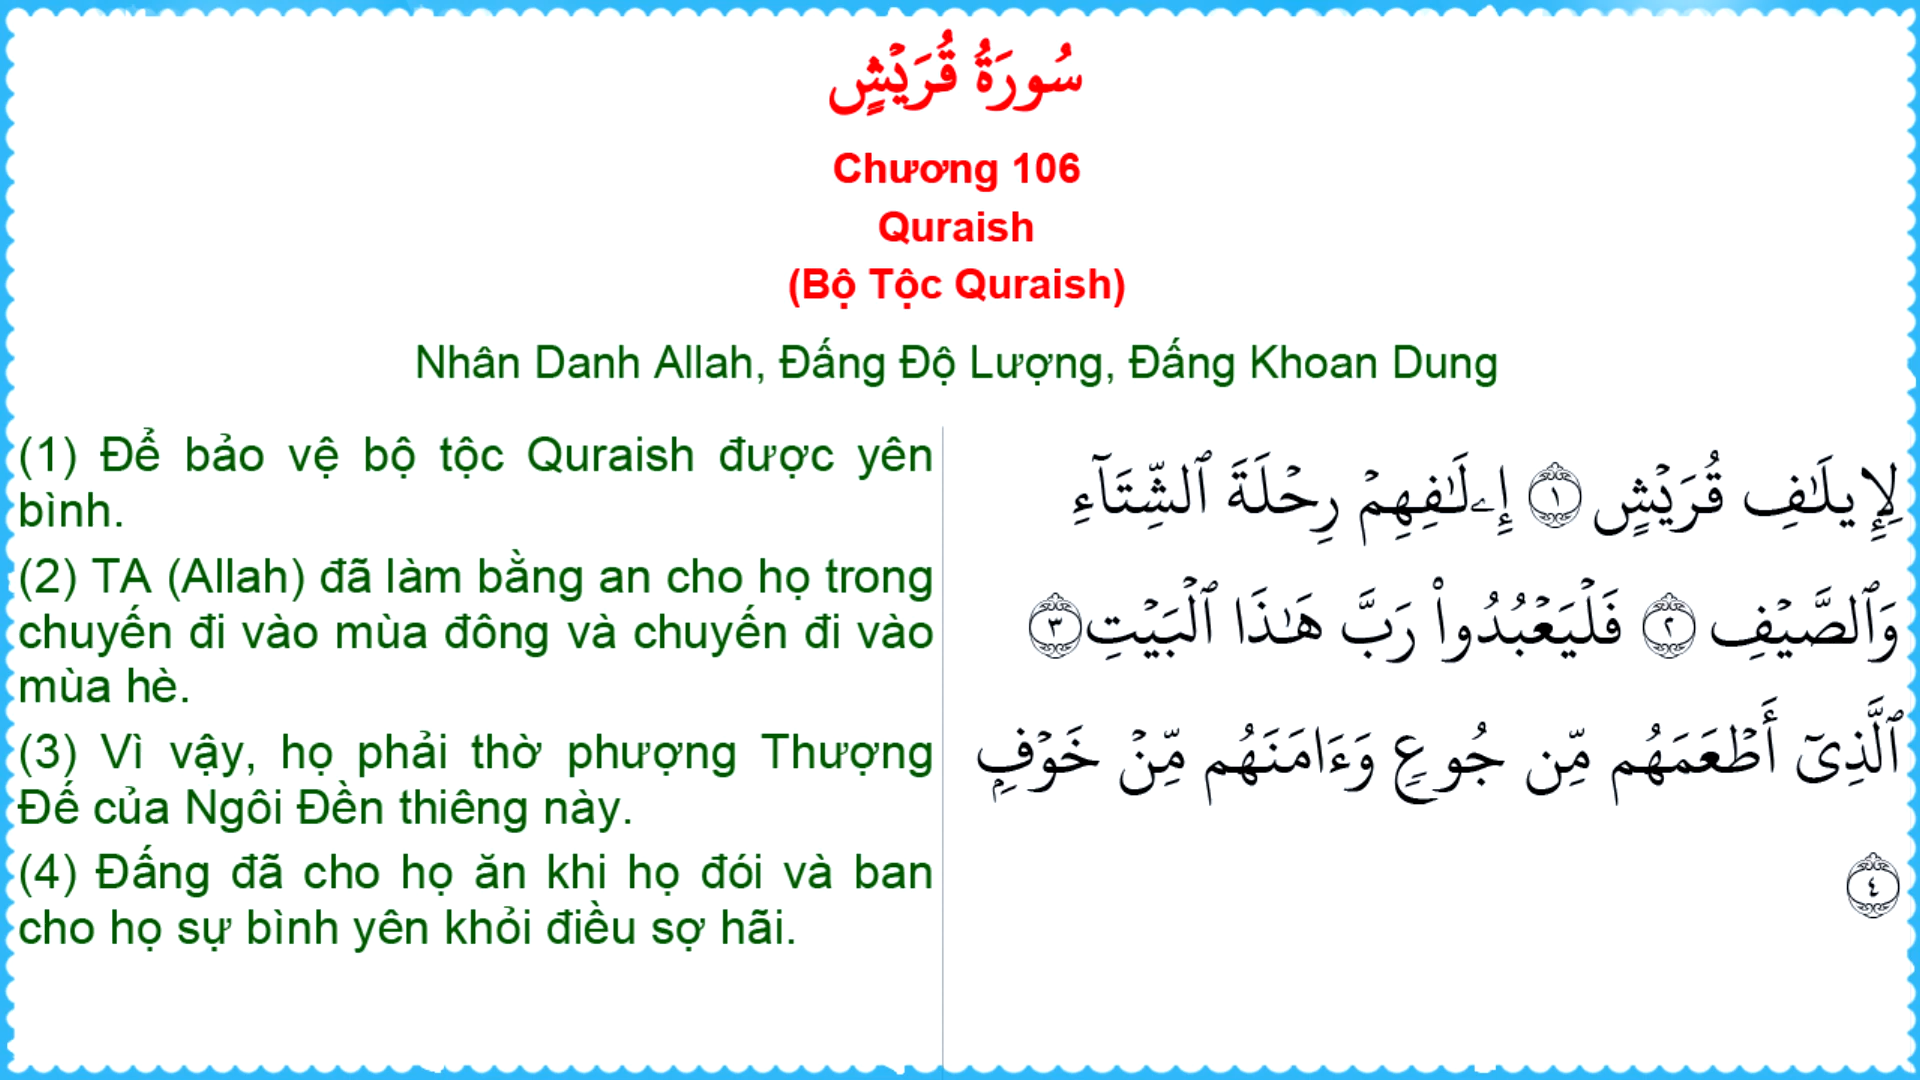 سُورَةُ قُرَيۡشٍ
Chương 106
Quraish
(Bộ Tộc Quraish)
Nhân Danh Allah, Đấng Độ Lượng, Đấng Khoan Dung
(1) Để bảo vệ bộ tộc Quraish được yên
bình.
(2) TA (Allah) đã làm bằng an cho họ trong
chuyến đi vào mùa đông và chuyến đi vào
mùa hè.
(3) Vì vậy, họ phải thờ phượng Thượng
Đế của Ngôi Đền thiêng này.
(4) Đấng đã cho họ ăn khi họ đói và ban
cho họ sự bình yên khỏi điều sợ hãi.
لِإِيلَٰفِ قُرَيۡشٍ ١ إِۦلَٰفِهِمۡ رِحۡلَةَ ٱلشِّتَآءِ
وَٱلصَّيۡفِ ٢ فَلۡيَعۡبُدُواْ رَبَّ هَٰذَا ٱلۡبَيۡتِ ٣
ٱلَّذِيٓ أَطۡعَمَهُم مِّن جُوعٖ وَءَامَنَهُم مِّنۡ خَوۡفِۭ
٤